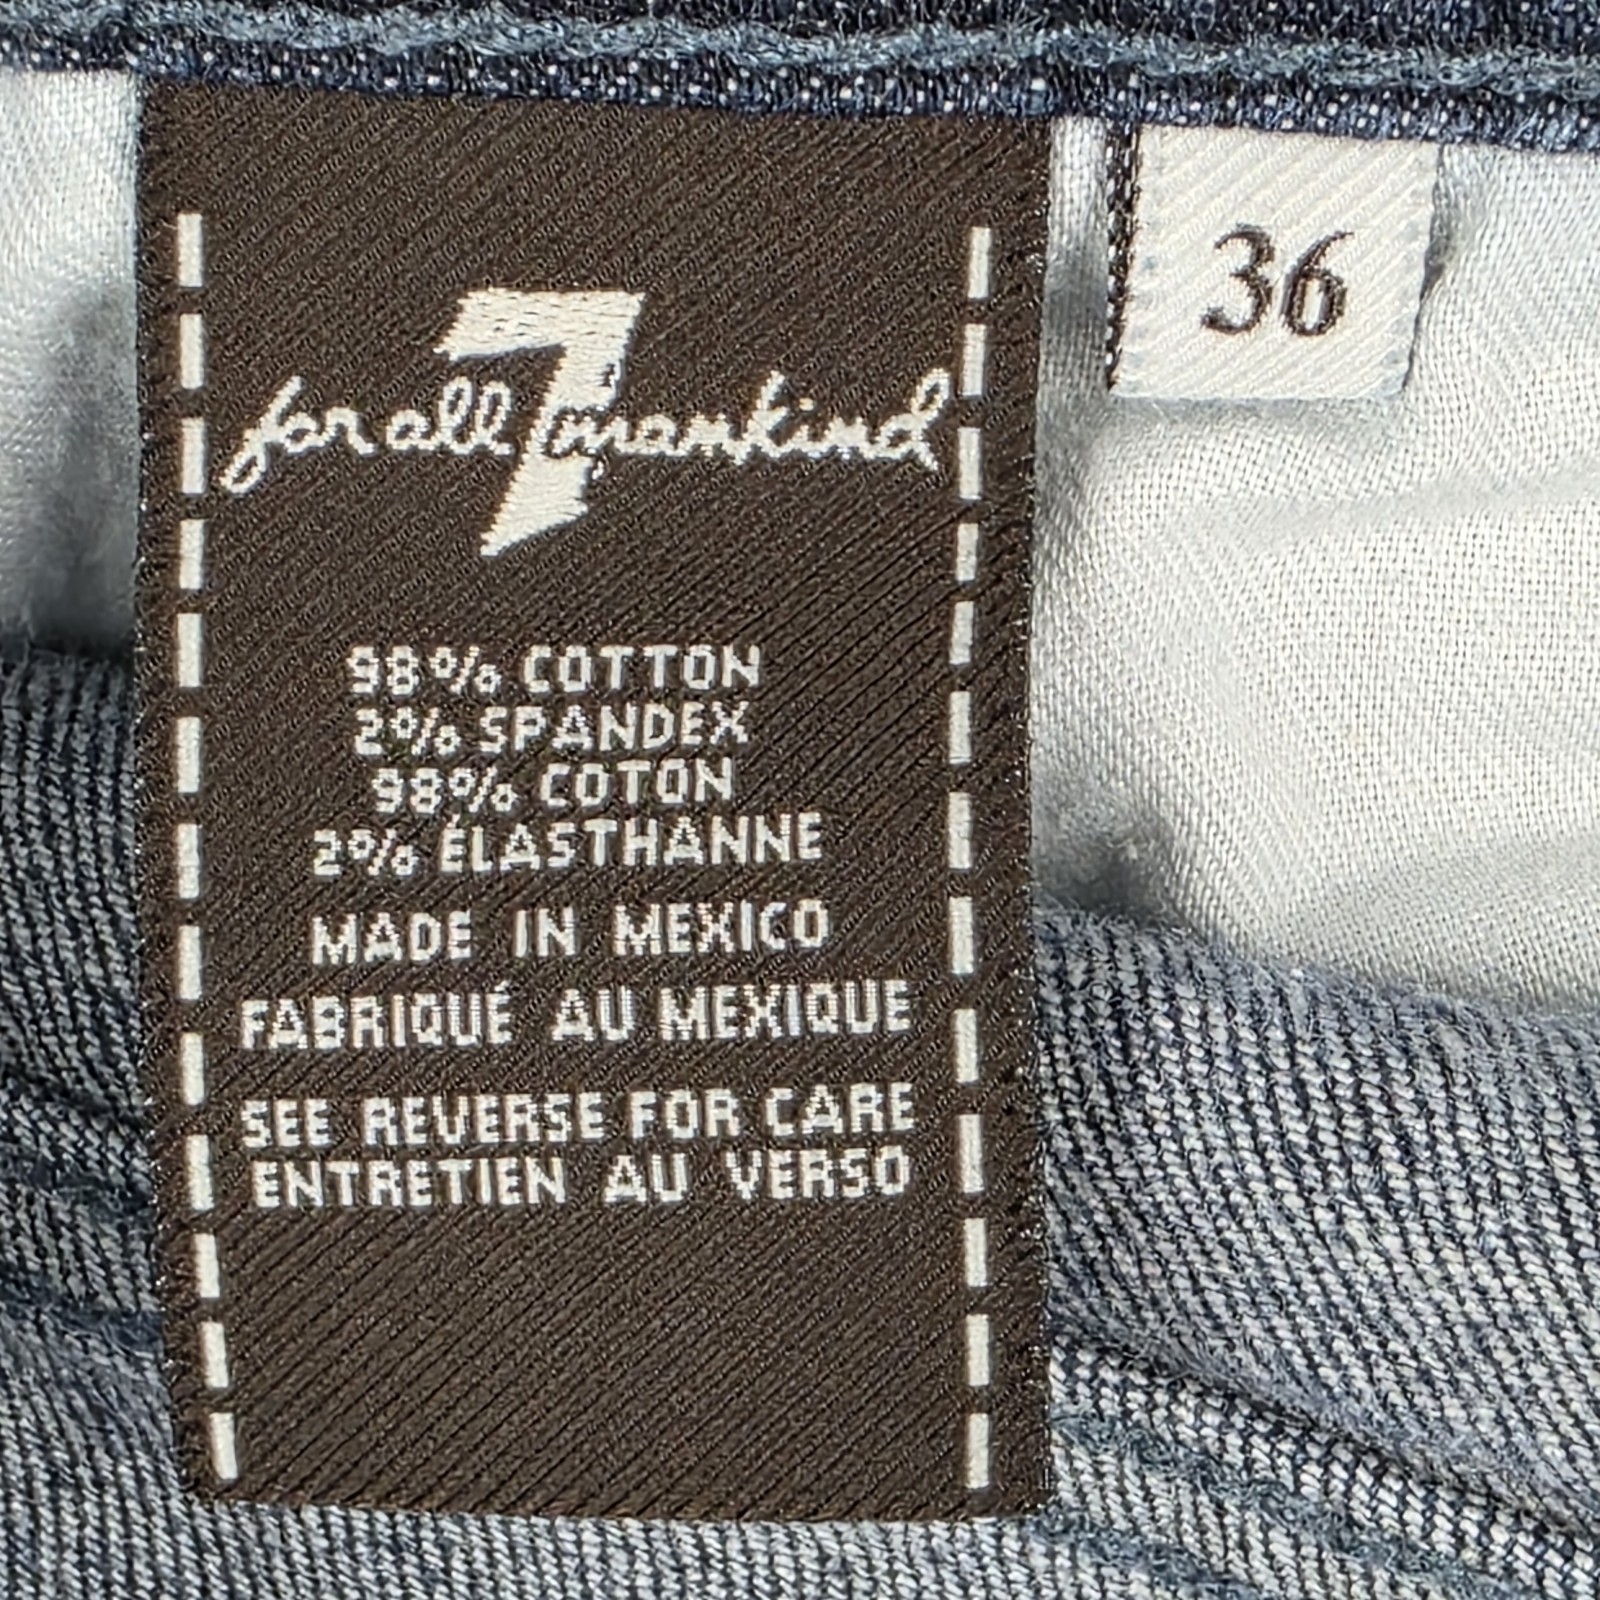 7
for all mankind
36
98% COTTON
2% SPANDEX
98% COTON
2% ÉLASTHANNE
MADE IN MEXICO
FABRIQUÉ AU MEXIQUE
SEE REVERSE FOR CARE
ENTRETIEN AU VERSO